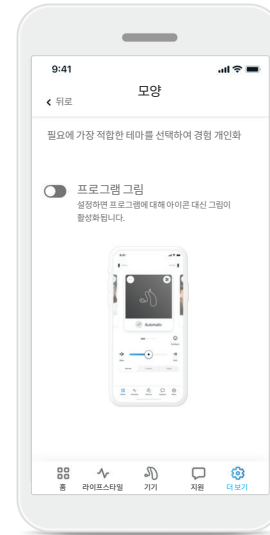 9:41
뒤로
모양
필요에 가장 적합한 테마를 선택하여 경험 개인화
프로그램 그림
설정하면 프로그램에 대해 아이콘 대신 그림이
활성화됩니다.
Automatic
홈
라이프스타일
기기
지원
더 보기